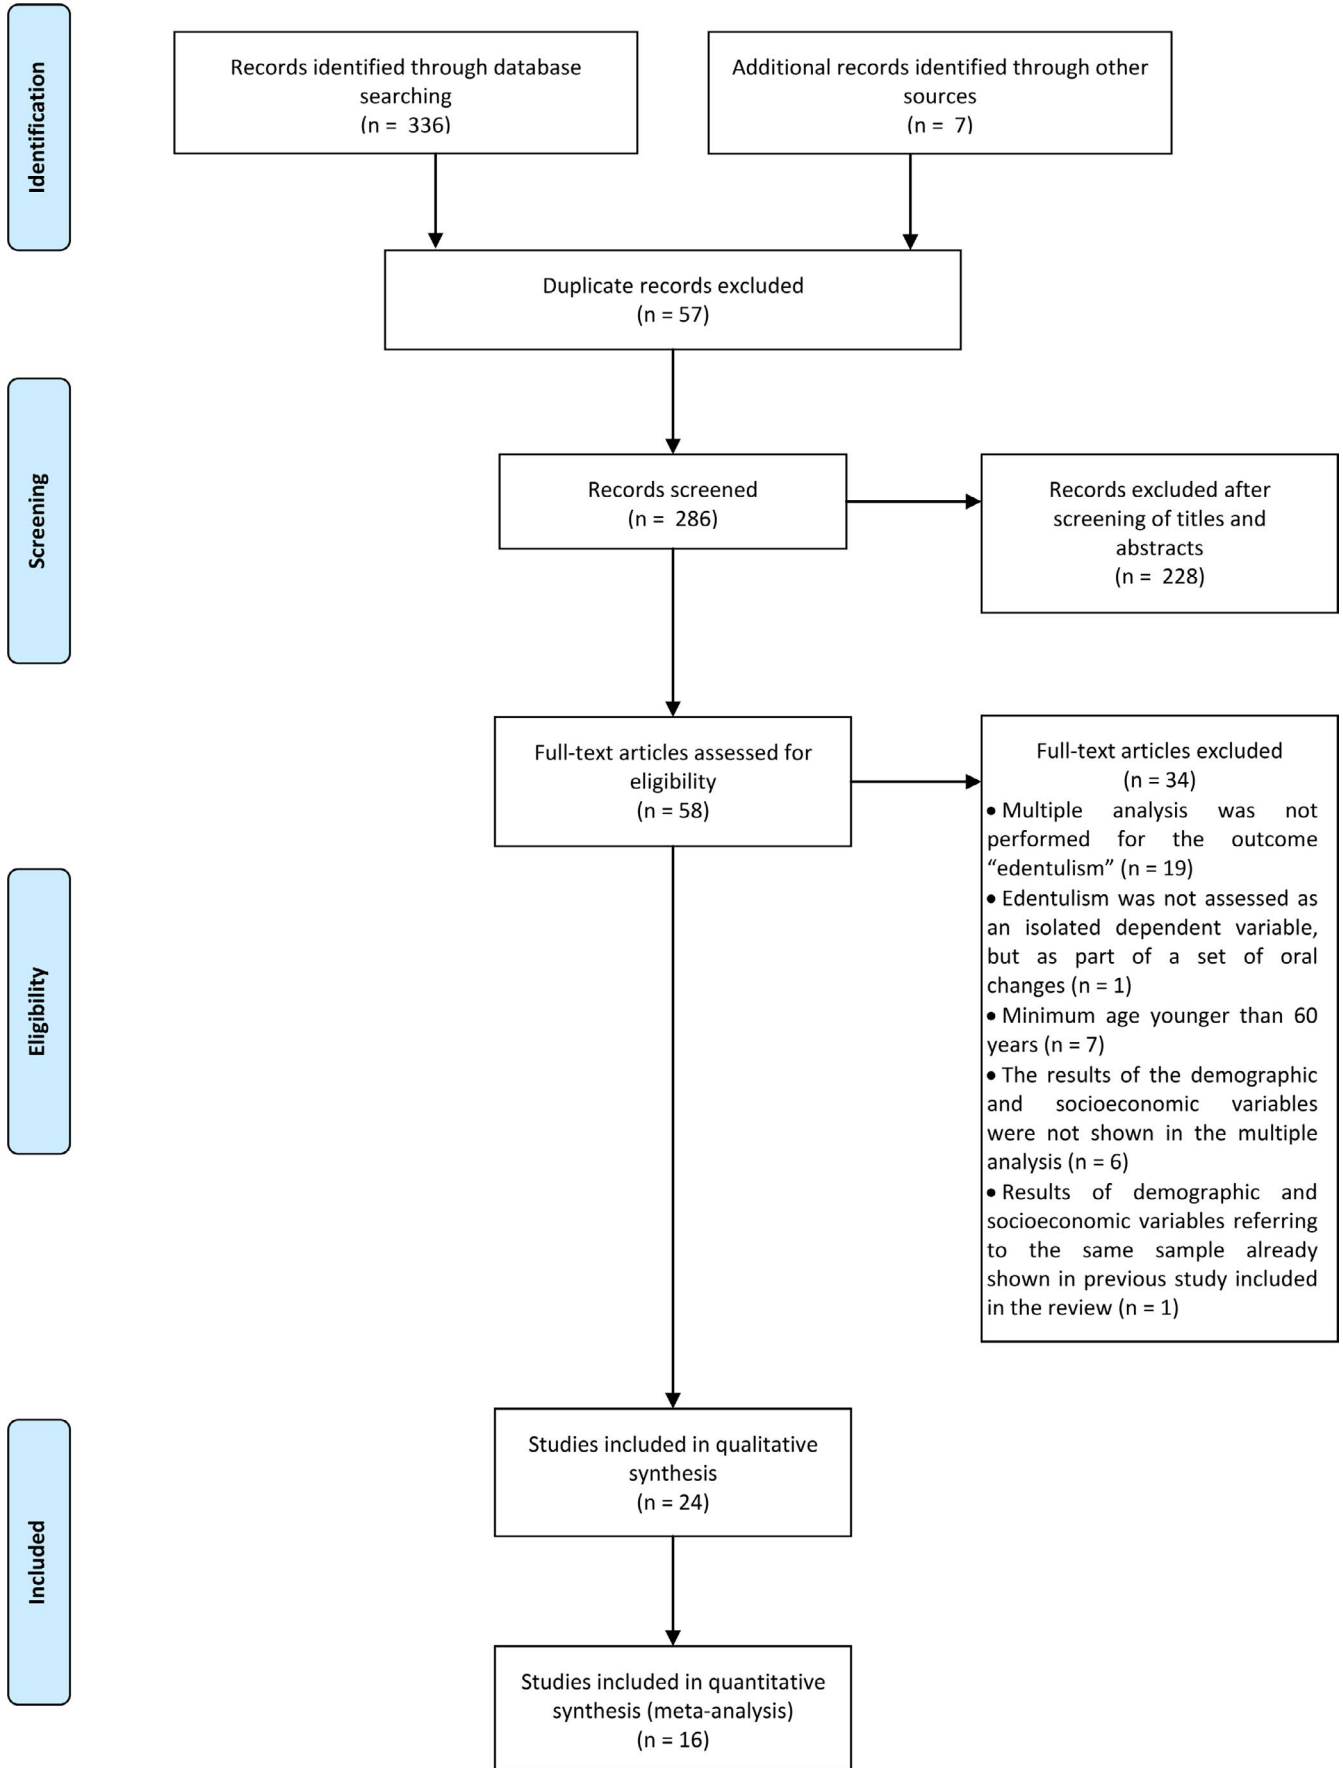 Identification
Records identified through database
searching
(n =  336)
Additional records identified through other
sources
(n =  7)
Duplicate records excluded
(n = 57)
Screening
Records screened
(n =  286)
Records excluded after
screening of titles and
abstracts
(n =  228)
Eligibility
Full-text articles assessed for
eligibility
(n = 58)
Full-text articles excluded
(n = 34)
• Multiple analysis was not
performed for the outcome
“edentulism” (n = 19)
• Edentulism was not assessed as
an isolated dependent variable,
but as part of a set of oral
changes (n = 1)
• Minimum age younger than 60
years (n = 7)
• The results of the demographic
and socioeconomic variables
were not shown in the multiple
analysis (n = 6)
• Results of demographic and
socioeconomic variables referring
to the same sample already
shown in previous study included
in the review (n = 1)
Included
Studies included in qualitative
synthesis
(n = 24)
Studies included in quantitative
synthesis (meta-analysis)
(n = 16)